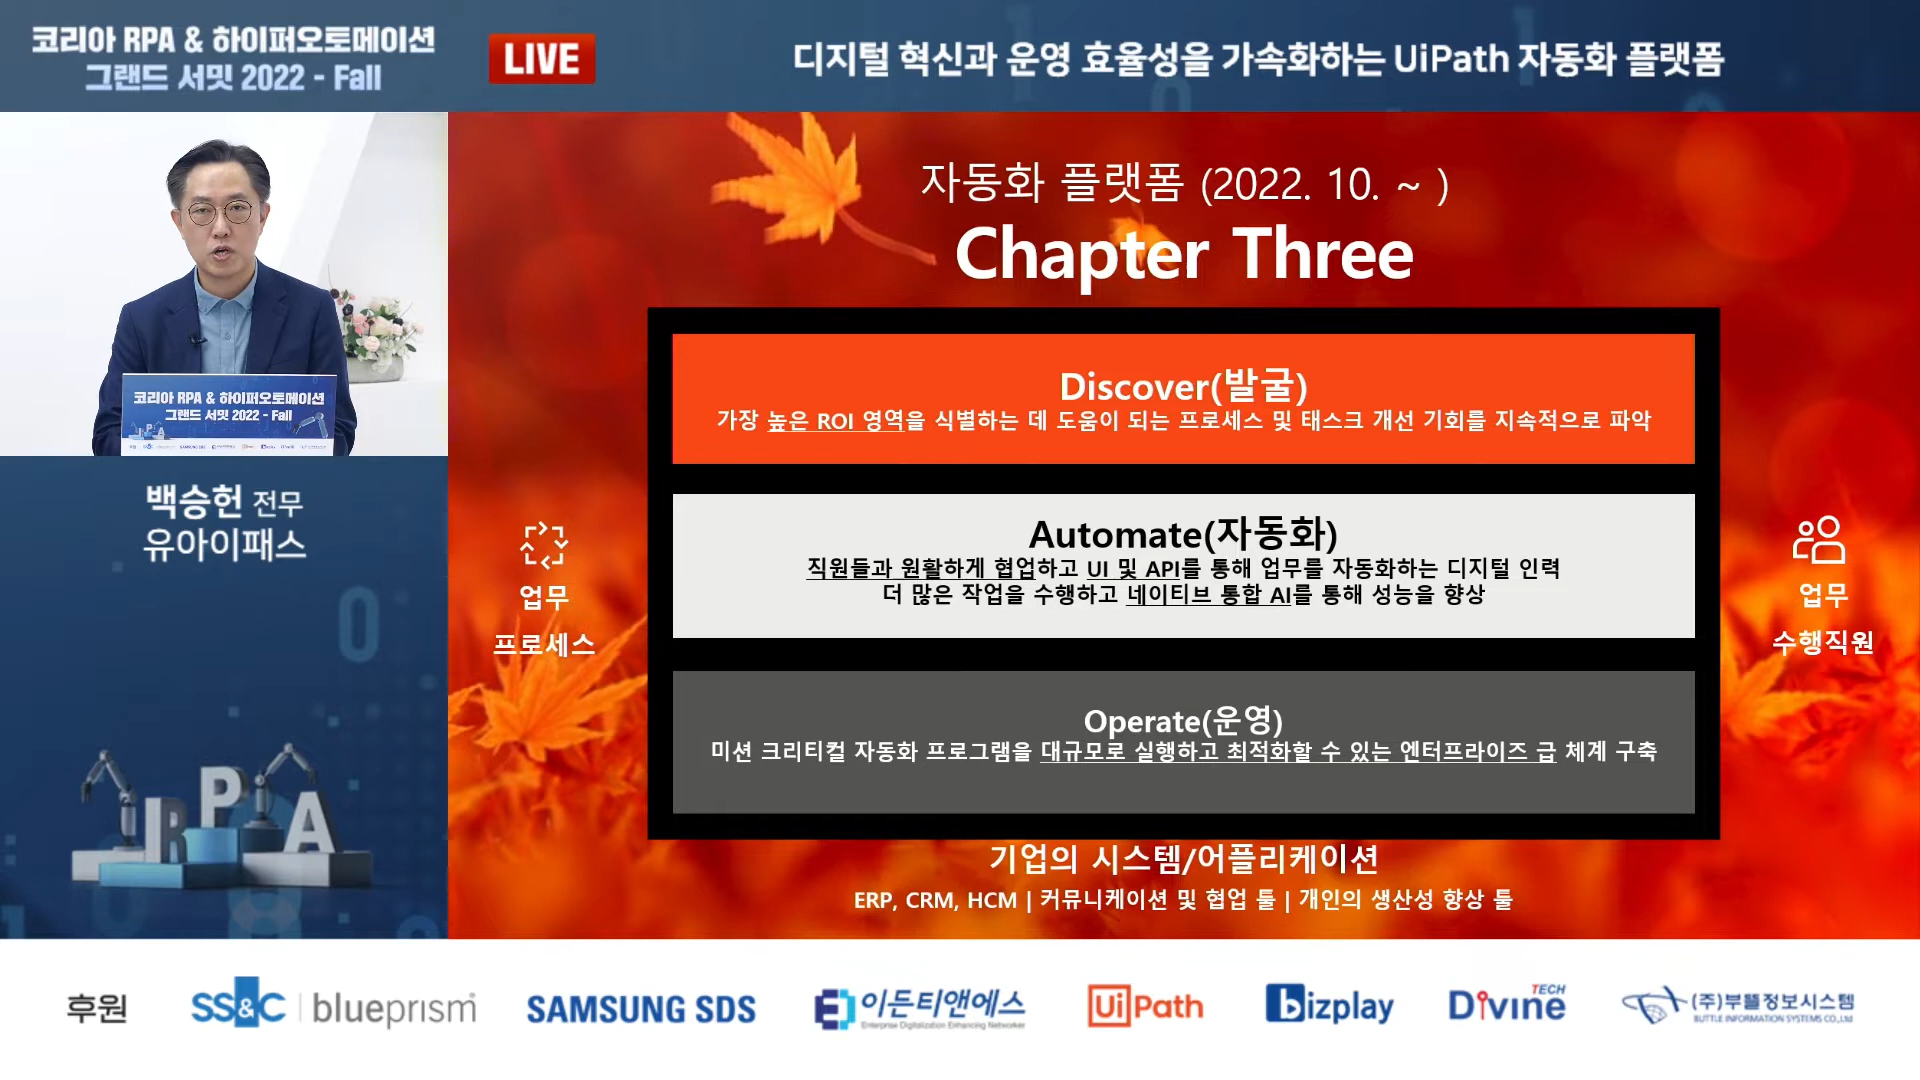 코리아 RPA & 하이퍼오토메이션
그랜드 서밋 2022 - Fall
LIVE
디지털 혁신과 운영 효율성을 가속화하는 UiPath 자동화 플랫폼
코리아 RPA & 하이퍼오토메이션
그랜드 서밋 2022 - Fall
백승헌 전무
유아이패스
RPA
자동화 플랫폼 (2022. 10. ~ )
Chapter Three
Discover(발굴)
가장 높은 ROI 영역을 식별하는 데 도움이 되는 프로세스 및 태스크 개선 기회를 지속적으로 파악
Automate(자동화)
직원들과 원활하게 협업하고 UI 및 API를 통해 업무를 자동화하는 디지털 인력
더 많은 작업을 수행하고 네이티브 통합 AI를 통해 성능을 향상
Operate(운영)
미션 크리티컬 자동화 프로그램을 대규모로 실행하고 최적화할 수 있는 엔터프라이즈 급 체계 구축
업무
프로세스
업무
수행직원
기업의 시스템/어플리케이션
ERP, CRM, HCM | 커뮤니케이션 및 협업 툴 | 개인의 생산성 향상 툴
후원
SS&C | blueprism
SAMSUNG SDS
이든티앤에스
Enterprise Digitalization Enhancing Networker
UiPath
bizplay
Divine TECH
(주)부뜰정보시스템
BUTTLE INFORMATION SYSTEMS CO.,Ltd